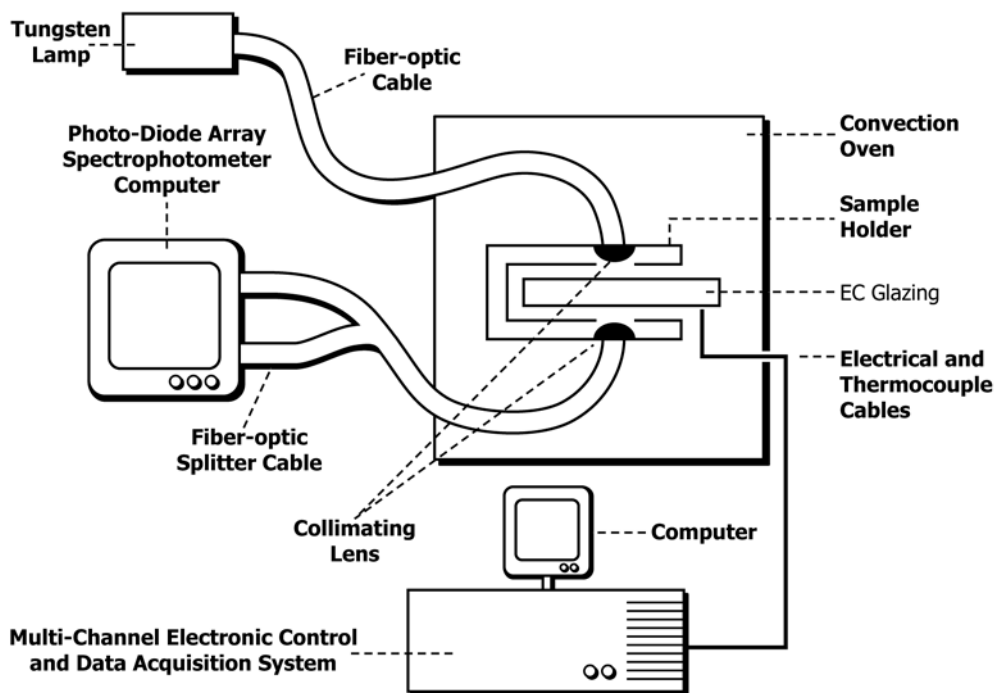 Tungsten
Lamp
Fiber-optic
Cable
Photo-Diode Array
Spectrophotometer
Computer
Convection
Oven
Sample
Holder
EC Glazing
Electrical and
Thermocouple
Cables
Fiber-optic
Splitter Cable
Collimating
Lens
Computer
Multi-Channel Electronic Control
and Data Acquisition System